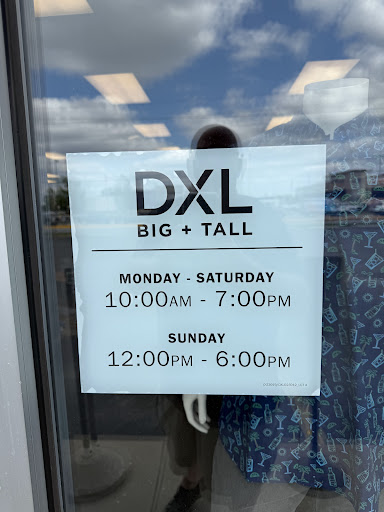 DXL
BIG + TALL
MONDAY - SATURDAY
10:00AM - 7:00PM
SUNDAY
12:00PM - 6:00PM